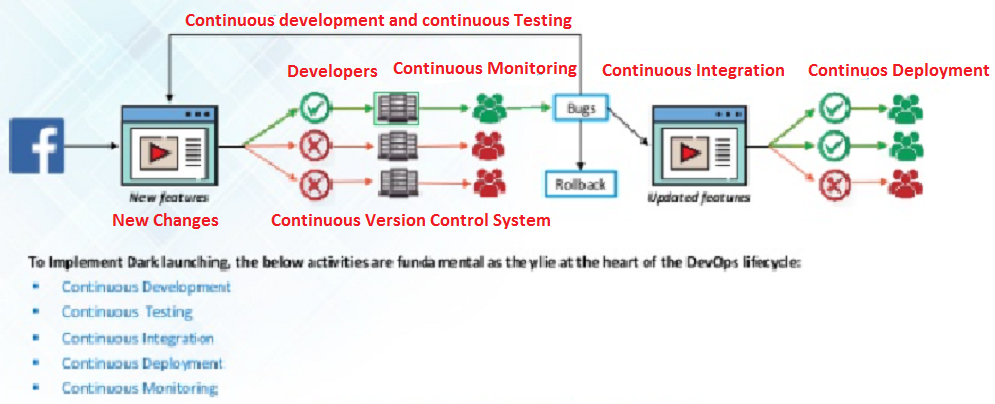 Continuous development and continuous Testing
Developers
Continuous Monitoring
Continuous Integration
Continuos Deployment
f
Bugs
Rollback
New features
Updated features
New Changes
Continuous Version Control System
To Implement Dark launching, the below activities are fundamental as they lie at the heart of the DevOps lifecycle:
▪ Continuous Development
▪ Continuous Testing
▪ Continuous Integration
▪ Continuous Deployment
▪ Continuous Monitoring